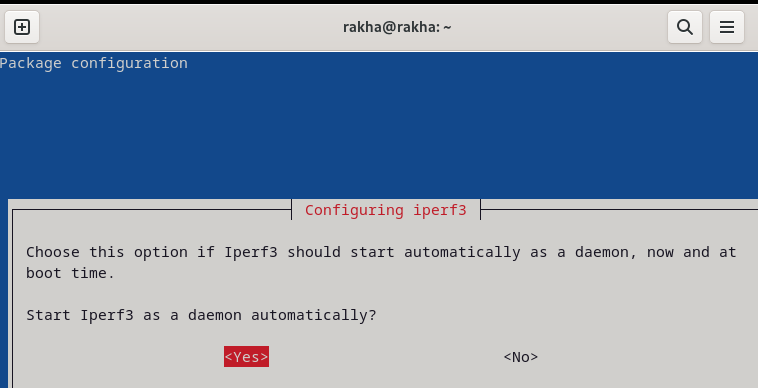 rakha@rakha: ~
Package configuration
Configuring iperf3
Choose this option if Iperf3 should start automatically as a daemon, now and at
boot time.
Start Iperf3 as a daemon automatically?
<Yes> <No>